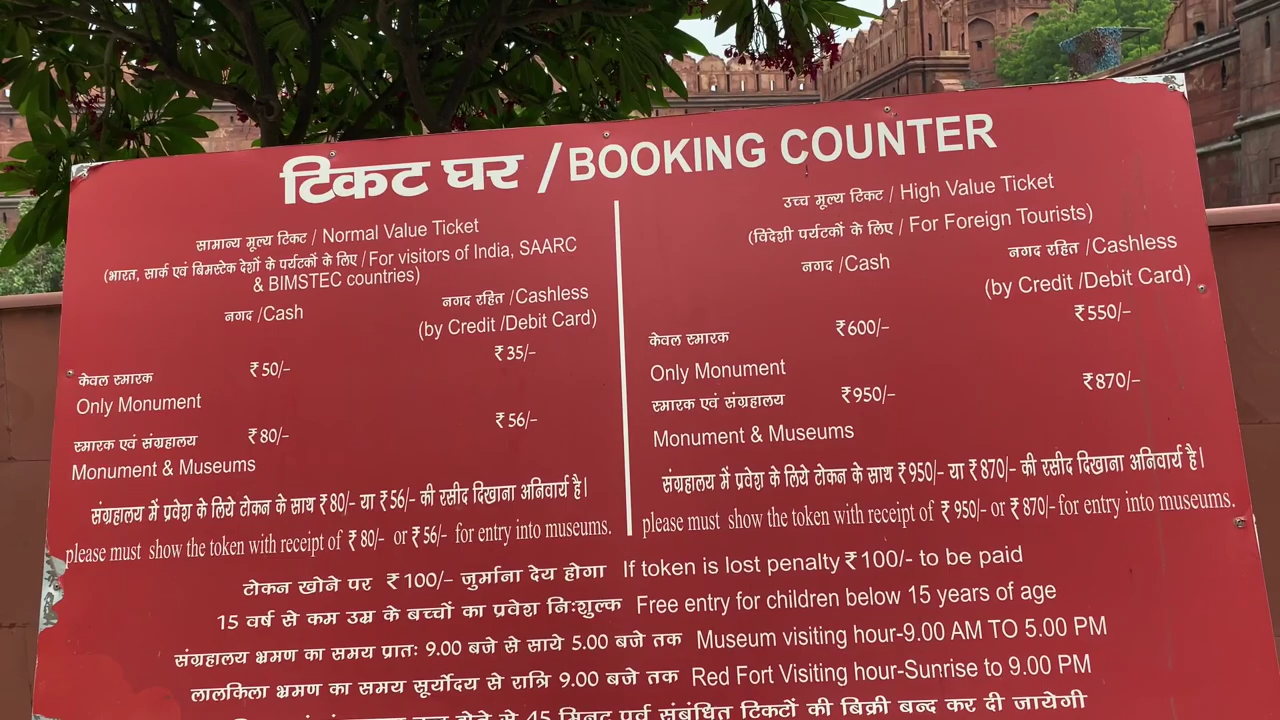 टिकट घर / BOOKING COUNTER
सामान्य मूल्य टिकट / Normal Value Ticket
(भारत, सार्क एवं बिमस्टेक देशों के पर्यटकों के लिए / For visitors of India, SAARC
& BIMSTEC countries)
नगद /Cash
नगद रहित /Cashless
(by Credit /Debit Card)
केवल स्मारक ₹50/- ₹35/-
Only Monument
स्मारक एवं संग्रहालय ₹80/- ₹56/-
Monument & Museums
संग्रहालय में प्रवेश के लिये टोकन के साथ ₹80/- या ₹56/- की रसीद दिखाना अनिवार्य है।
please must show the token with receipt of ₹80/- or ₹56/- for entry into museums.
उच्च मूल्य टिकट / High Value Ticket
(विदेशी पर्यटकों के लिए / For Foreign Tourists)
नगद /Cash
नगद रहित /Cashless
(by Credit /Debit Card)
केवल स्मारक ₹600/- ₹550/-
Only Monument
स्मारक एवं संग्रहालय ₹950/- ₹870/-
Monument & Museums
संग्रहालय में प्रवेश के लिये टोकन के साथ ₹950/- या ₹870/- की रसीद दिखाना अनिवार्य है।
please must show the token with receipt of ₹950/- or ₹870/- for entry into museums.
टोकन खोने पर ₹100/- जुर्माना देय होगा If token is lost penalty ₹100/- to be paid
15 वर्ष से कम उम्र के बच्चों का प्रवेश नि:शुल्क Free entry for children below 15 years of age
संग्रहालय भ्रमण का समय प्रातः 9.00 बजे से साये 5.00 बजे तक Museum visiting hour-9.00 AM TO 5.00 PM
लालकिला भ्रमण का समय सूर्योदय से रात्रि 9.00 बजे तक Red Fort Visiting hour-Sunrise to 9.00 PM
होने से 45 मिनट पूर्व संबंधित टिकटों की बिक्री बन्द कर दी जायेगी